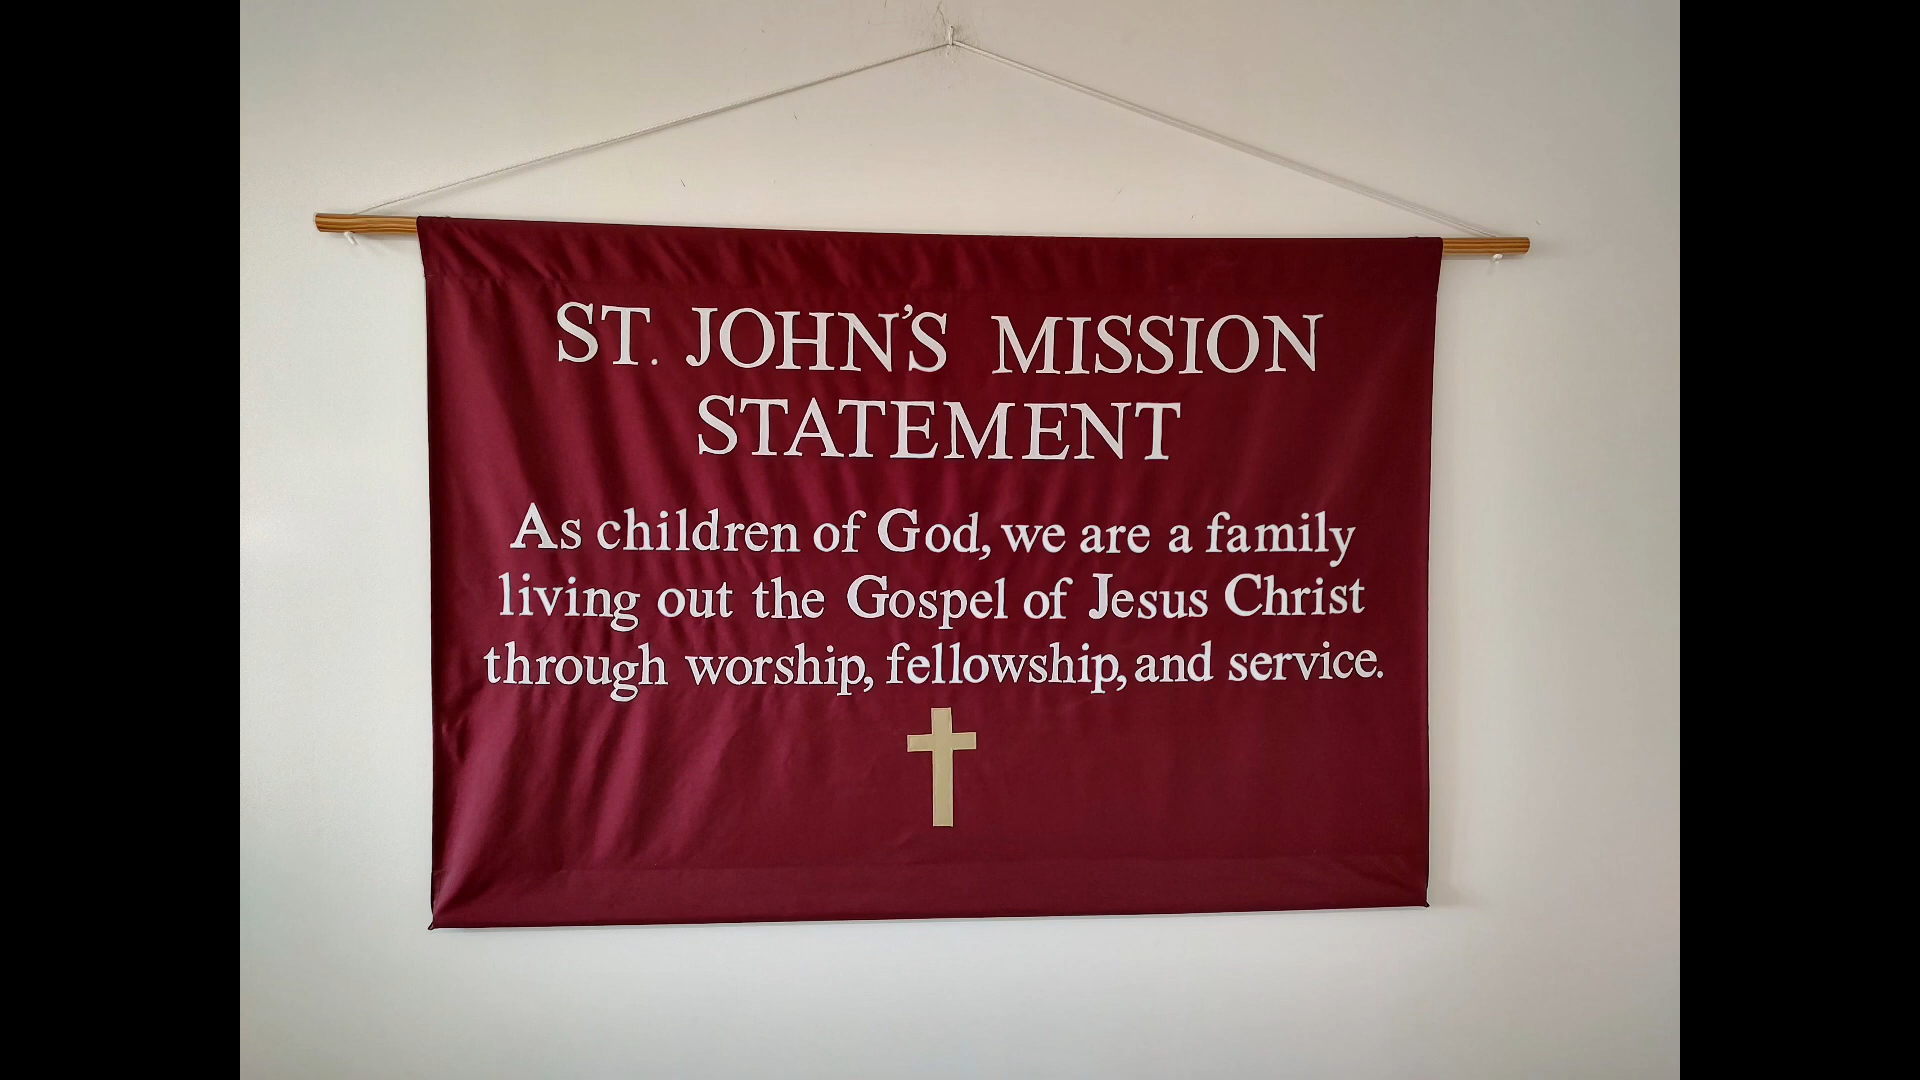 ST. JOHN'S MISSION
STATEMENT
As children of God, we are a family
living out the Gospel of Jesus Christ
through worship, fellowship, and service.